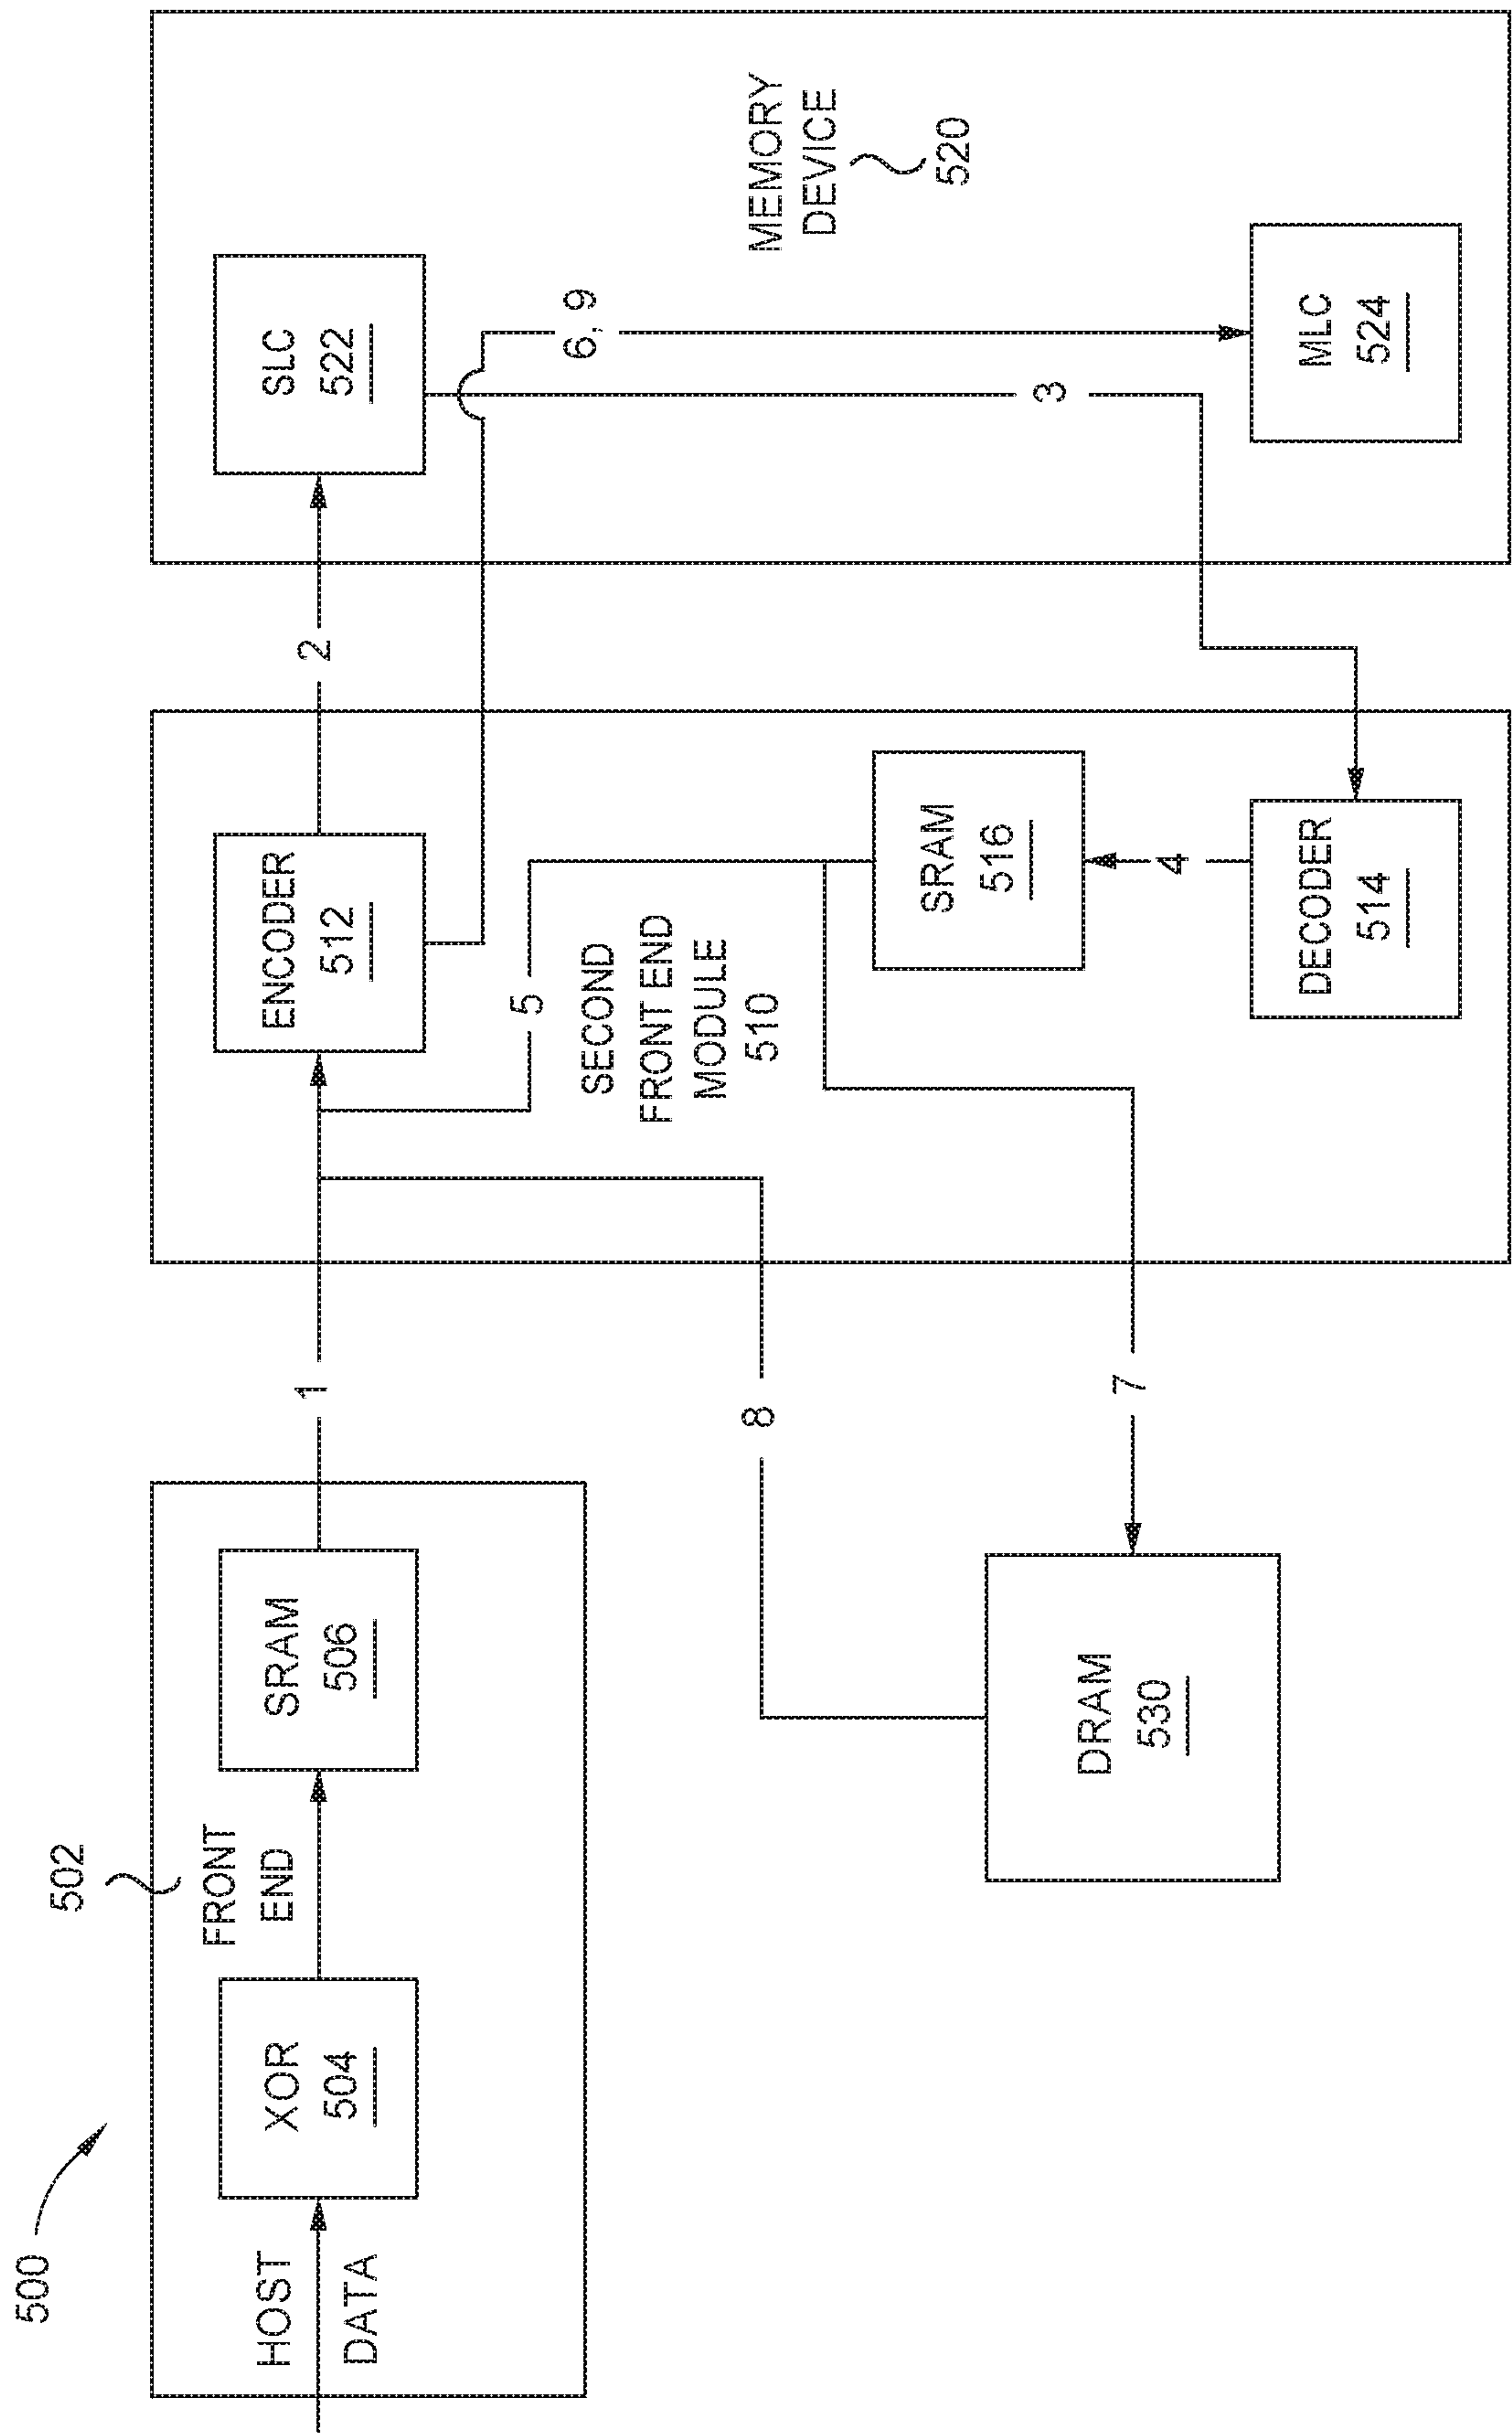 500
HOST
DATA
XOR
504
502
FRONT
END
SRAM
506
1
8
7
DRAM
530
ENCODER
512
5
SECOND
FRONT END
MODULE
510
SRAM
516
4
DECODER
514
2
SLC
522
6, 9
3
MLC
524
MEMORY
DEVICE
520